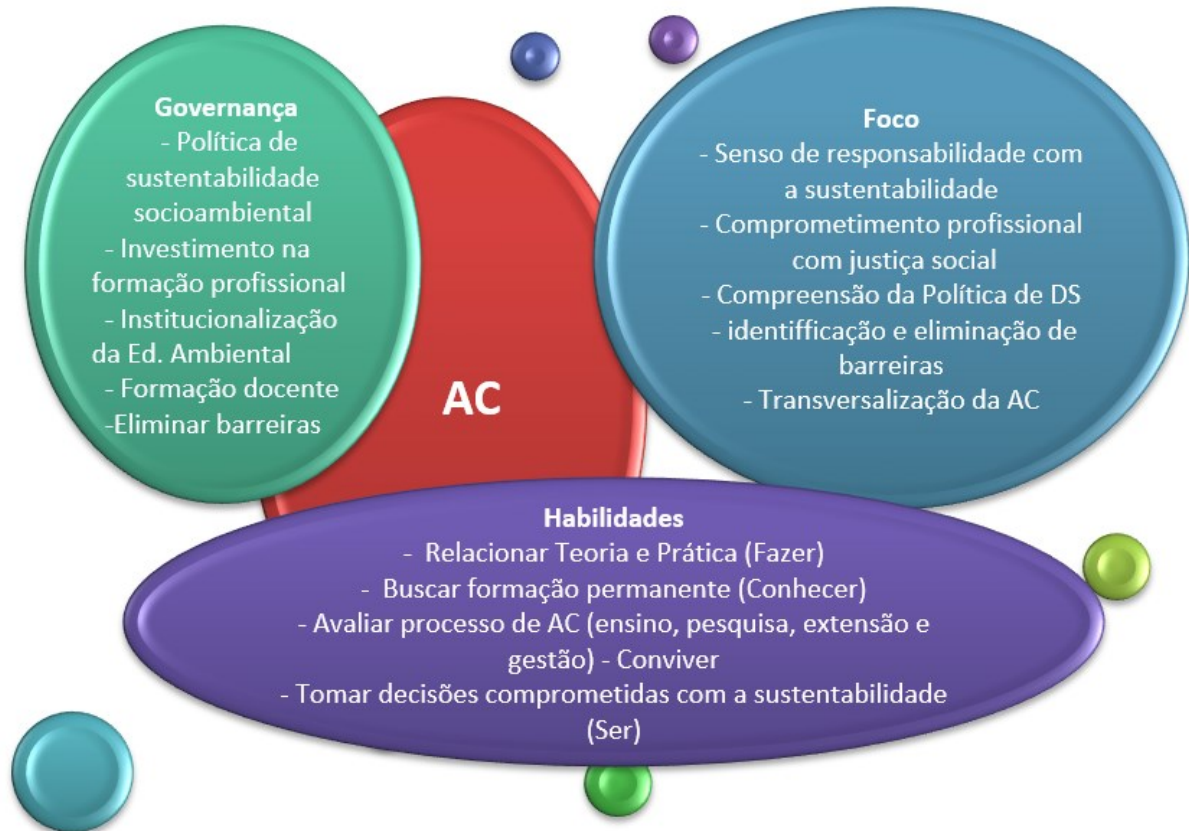 Governança
- Política de
sustentabilidade
socioambiental
- Investimento na
formação profissional
- Institucionalização
da Ed. Ambiental
- Formação docente
-Eliminar barreiras
AC
Foco
- Senso de responsabilidade com
a sustentabilidade
- Comprometimento profissional
com justiça social
- Compreensão da Política de DS
- identifficação e eliminação de
barreiras
- Transversalização da AC
Habilidades
- Relacionar Teoria e Prática (Fazer)
- Buscar formação permanente (Conhecer)
- Avaliar processo de AC (ensino, pesquisa, extensão e
gestão) - Conviver
- Tomar decisões comprometidas com a sustentabilidade
(Ser)